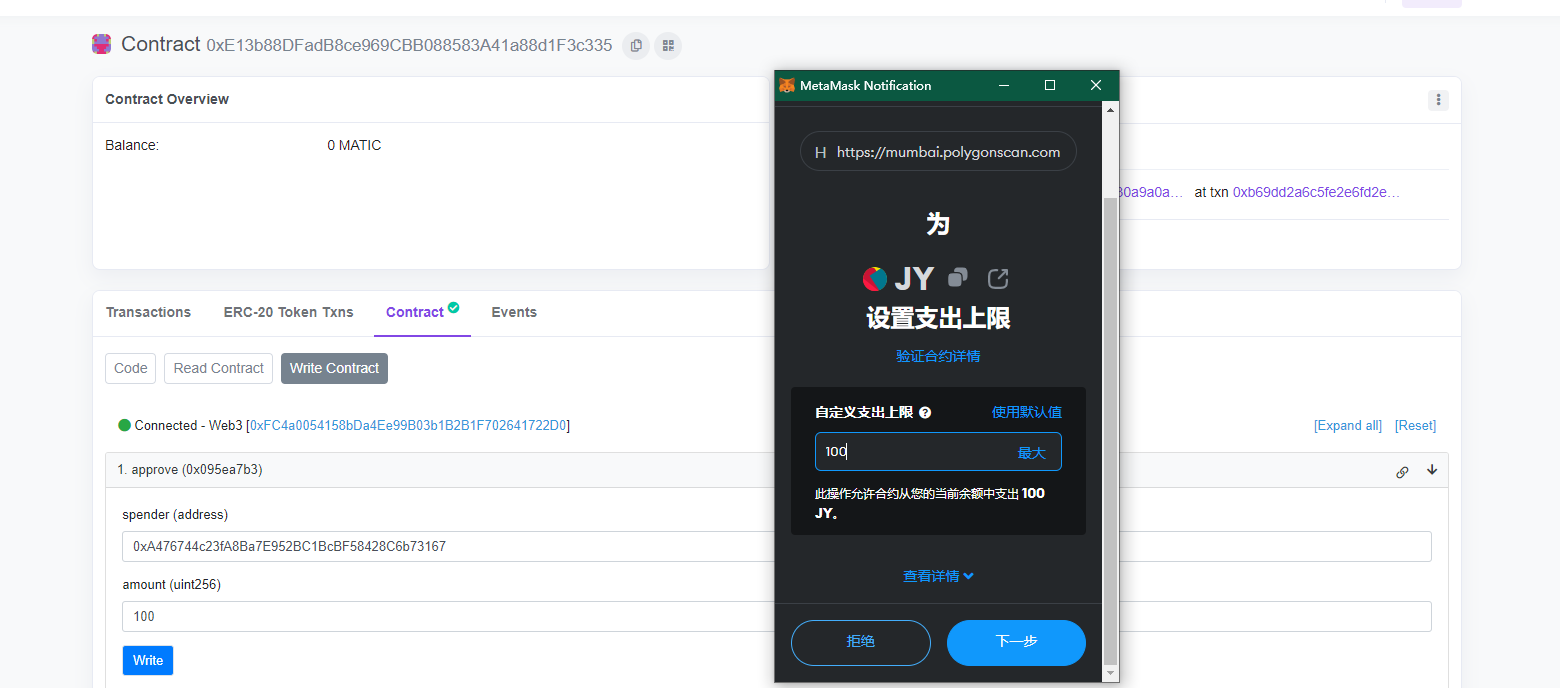 Contract 0xE13b88DFadB8ce969CBB088583A41a88d1F3c335
Contract Overview
Balance:
0 MATIC
30a9a0a... at txn 0xb69dd2a6c5fe2e6fd2e...
Transactions
ERC-20 Token Txns
Contract
Events
Code
Read Contract
Write Contract
Connected - Web3 [0xFC4a0054158bDa4Ee99B03b1B2B1F702641722D0]
[Expand all] [Reset]
1. approve (0x095ea7b3)
spender (address)
0xA476744c23fA8Ba7E952BC1BcBF58428C6b73167
amount (uint256)
100
Write
MetaMask Notification
H https://mumbai.polygonscan.com
为
JY
设置支出上限
验证合约详情
自定义支出上限 使用默认值
100 最大
此操作允许合约从您的当前余额中支出 100
JY。
查看详情
拒绝
下一步